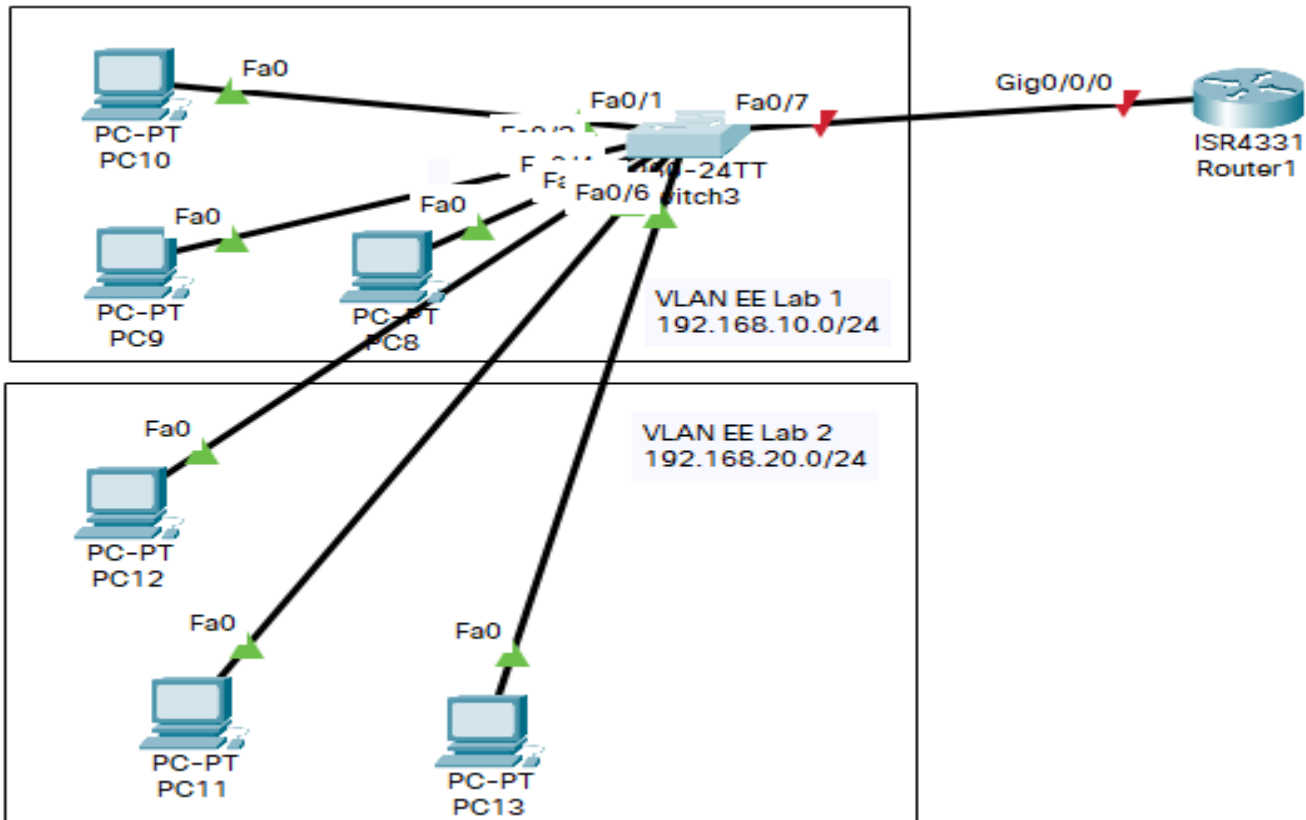 Fa0
PC-PT
PC10
Fa0/1
Fa0/7
Gig0/0/0
ISR4331
Router1
-24TT
Fa0/6
Fa0
PC-PT
PC9
Fa0
PC-PT
PC8
VLAN EE Lab 1
192.168.10.0/24
VLAN EE Lab 2
192.168.20.0/24
Fa0
PC-PT
PC12
Fa0
PC-PT
PC11
Fa0
PC-PT
PC13